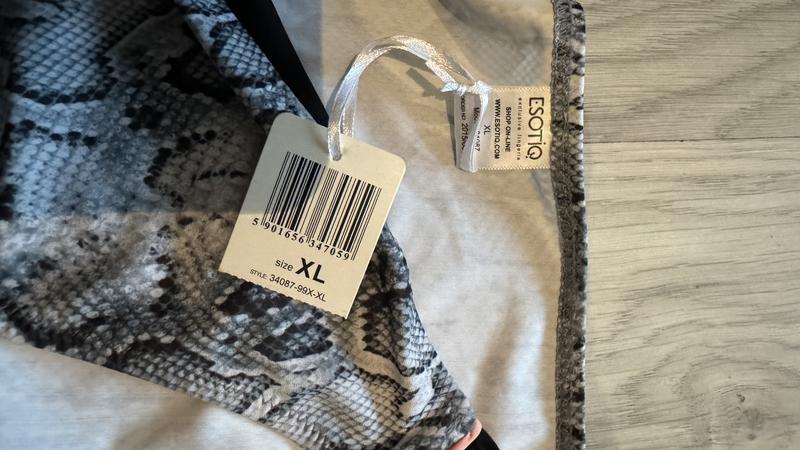 5 901656 347059
size XL
STYLE: 34087-99X-XL
ESOTIQ
exclusive lingerie
SHOP ON-LINE
WWW.ESOTIQ.COM
XL